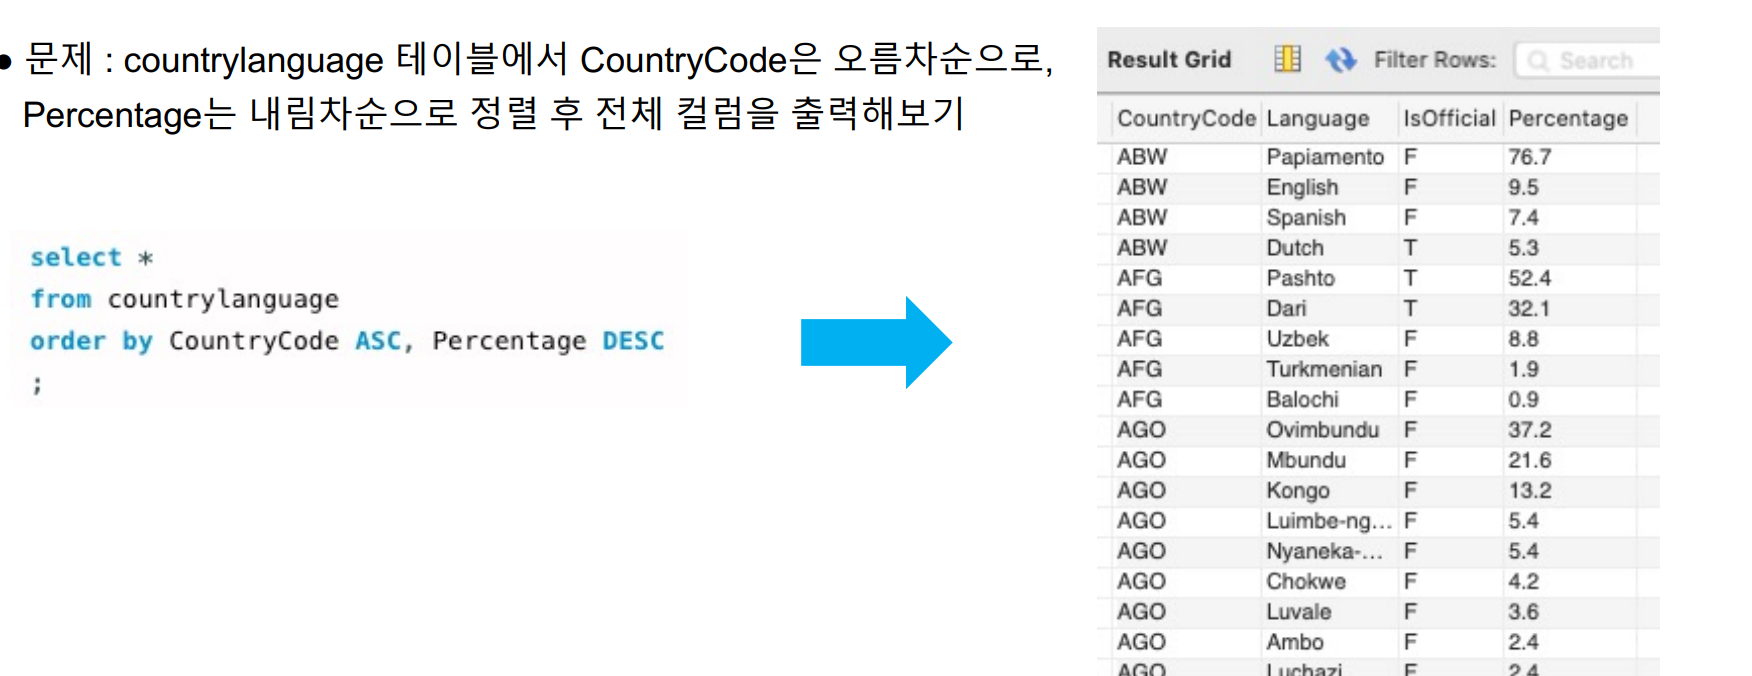 ● 문제 : countrylanguage 테이블에서 CountryCode은 오름차순으로,
Percentage는 내림차순으로 정렬 후 전체 컬럼을 출력해보기
select *
from countrylanguage
order by CountryCode ASC, Percentage DESC
;
Result Grid Filter Rows: Search
CountryCode Language IsOfficial Percentage
ABW Papiamento F 76.7
ABW English F 9.5
ABW Spanish F 7.4
ABW Dutch T 5.3
AFG Pashto T 52.4
AFG Dari T 32.1
AFG Uzbek F 8.8
AFG Turkmenian F 1.9
AFG Balochi F 0.9
AGO Ovimbundu F 37.2
AGO Mbundu F 21.6
AGO Kongo F 13.2
AGO Luimbe-ng... F 5.4
AGO Nyaneka-... F 5.4
AGO Chokwe F 4.2
AGO Luvale F 3.6
AGO Ambo F 2.4
AGO Luchazi F 2.4